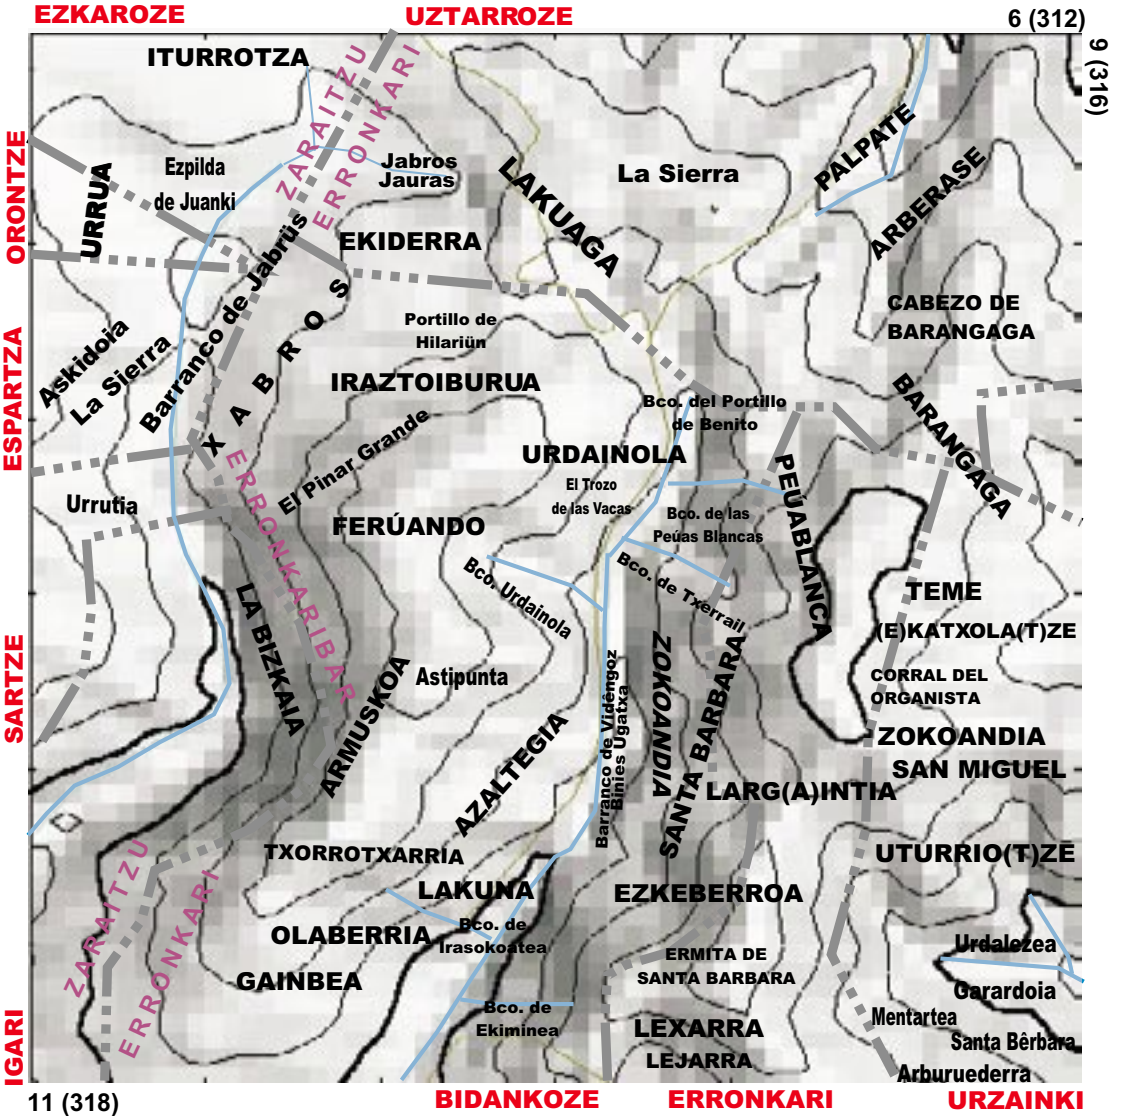 EZKAROZE
UZTARROZE
6 (312)
9 (316)
ITURROTZA
ZARAITZU
ERRONKARI
ORONTZE
URRUA
Ezpilda
de Juanki
Jabros
Jauras
LAKUAGA
La Sierra
PALPATE
ARBERASE
EKIDERRA
Barranco de Jabrüs
XABROS
CABEZO DE
BARANGAGA
Portillo de
Hilariün
ESPARTZA
Askidoia
La Sierra
IRAZTOIBURUA
Bco. del Portillo
de Benito
BARANGAGA
El Pinar Grande
URDAINOLA
El Trozo
de las Vacas
Urrutia
FERÚANDO
Bco. de las
Peúas Blancas
PEÚABLANCA
ERRONKARIBAR
Bco. Urdainola
Bco. de Txerrail
TEME
(E)KATXOLA(T)ZE
SARTZE
LA BIZKAIA
ARMUSKOA
Astipunta
Barranco de Vidêngoz
Binies Ugatxa
ZOKOANDIA
SANTA BARBARA
CORRAL DEL
ORGANISTA
ZOKOANDIA
SAN MIGUEL
AZALTEGIA
LARG(A)INTIA
TXORROTXARRIA
UTURRIO(T)ZĒ
ZARAITZU
ERRONKARI
LAKUNA
EZKEBERROA
OLABERRIA
Bco. de
Irasokoatea
Urdalezea
GAINBEA
ERMITA DE
SANTA BARBARA
Garardoia
Bco. de
Ekiminea
LEXARRA
LEJARRA
Mentartea
Santa Bêrbara
Arburuederra
IGARI
11 (318)
BIDANKOZE
ERRONKARI
URZAINKI